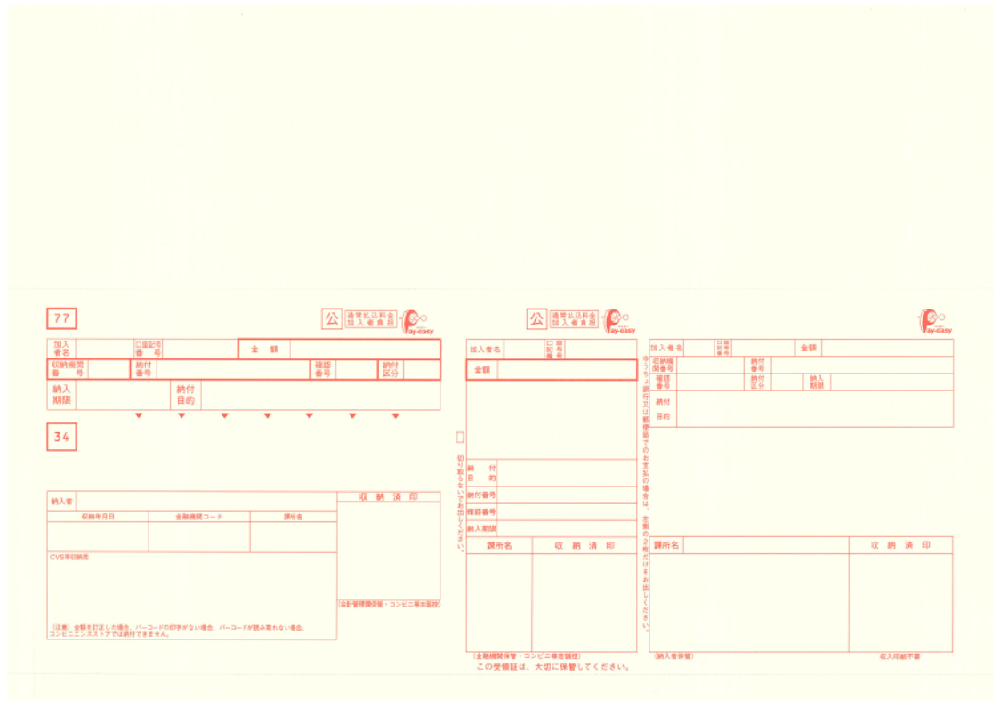 77
公
通常払込料金
加入者負担
Pay-easy
加入
者名
口座記号
番 号
金 額
収納機関
番 号
納付
番号
確認
番号
納付
区分
納入
期限
納付
目的
34
納入者
収納年月日
金融機関コード
課所名
収 納 済 印
CVS等収納用
(注意)金額を訂正した場合、バーコードの印字がない場合、バーコードが読み取れない場合、
コンビニエンスストアでは納付できません。
(会計管理課保管・コンビニ等本部控)
切り取らないでお出しください。
公
通常払込料金
加入者負担
Pay-easy
加入者名
口座
記号
番号
金額
納 付
目 的
納付番号
確認番号
納入期限
課所名
収 納 済 印
(金融機関保管・コンビニ等店舗控)
この受領証は、大切に保管してください。
ゆうちょ銀行又は郵便局でのお支払の場合は、左側の2枚だけをお出しください。
Pay-easy
加入者名
口座
記号
番号
金額
収納機
関番号
納付
番号
確認
番号
納付
区分
納入
期限
納付
目的
課所名
収 納 済 印
(納入者保管)
収入印紙不要